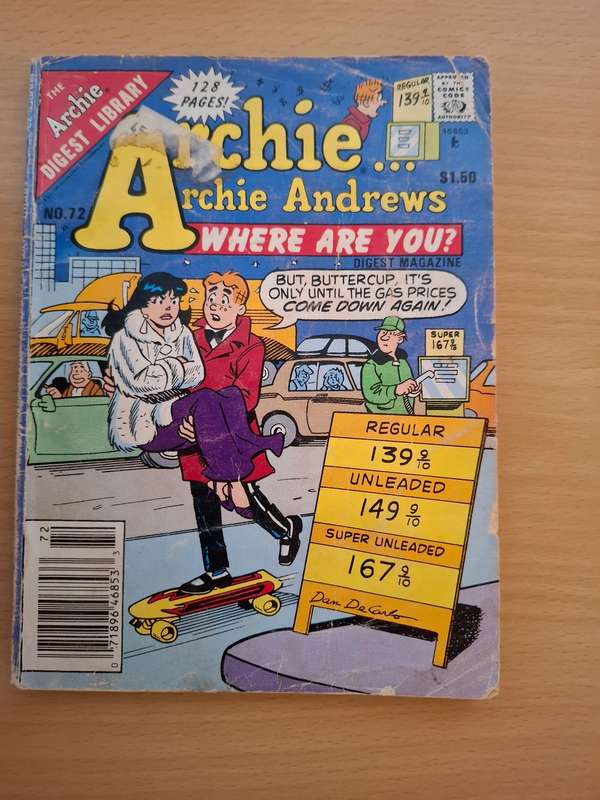 THE
Archie
DIGEST LIBRARY
128
PAGES!
REGULAR
139 9/10
APPROVED
BY THE
COMICS
CODE
AUTHORITY
46853
$1.50
Archie...
Archie Andrews
NO.72
WHERE ARE YOU?
DIGEST MAGAZINE
BUT, BUTTERCUP, IT'S
ONLY UNTIL THE GAS PRICES
COME DOWN AGAIN!
SUPER
167 9/10
REGULAR
139 9/10
UNLEADED
149 9/10
SUPER UNLEADED
167 9/10
Dan DeCarlo
72
0 71896 46853 3